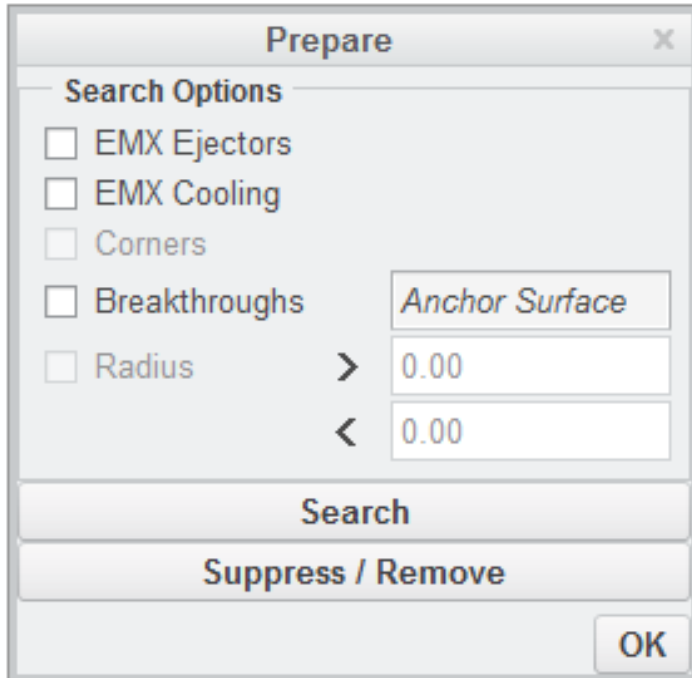 Prepare ×
Search Options
EMX Ejectors
EMX Cooling
Corners
Breakthroughs Anchor Surface
Radius > 0.00
< 0.00
Search
Suppress / Remove
OK